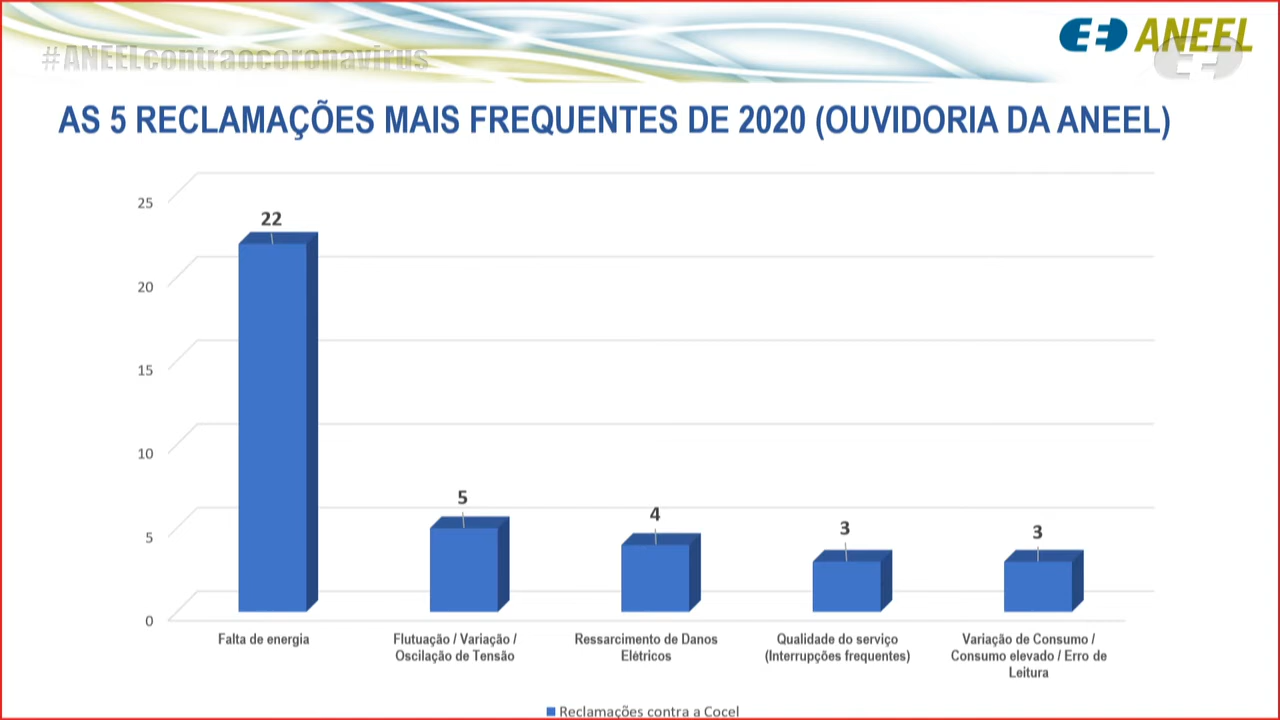 #ANEELcontraocoronavirus
ANEEL
AS 5 RECLAMAÇÕES MAIS FREQUENTES DE 2020 (OUVIDORIA DA ANEEL)
25
20
15
10
5
0
22
5
4
3
3
Falta de energia
Flutuação / Variação /
Oscilação de Tensão
Ressarcimento de Danos
Elétricos
Qualidade do serviço
(Interrupções frequentes)
Variação de Consumo /
Consumo elevado / Erro de
Leitura
Reclamações contra a Cocel